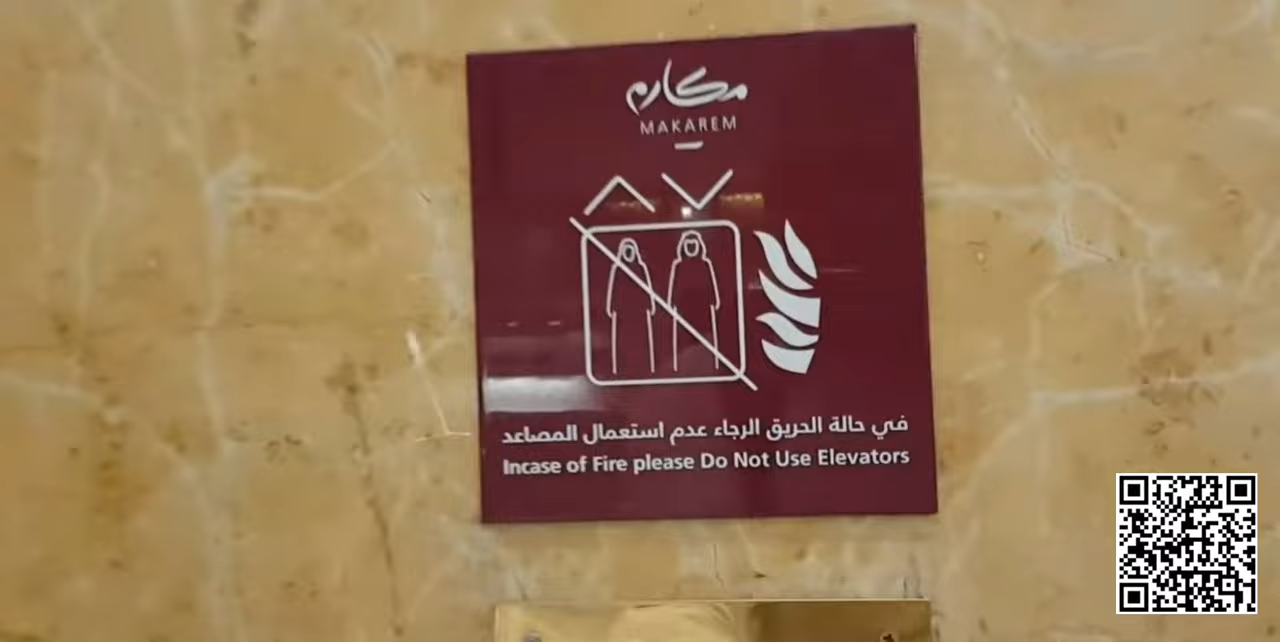 مكارم
MAKAREM
في حالة الحريق الرجاء عدم استعمال المصاعد
Incase of Fire please Do Not Use Elevators